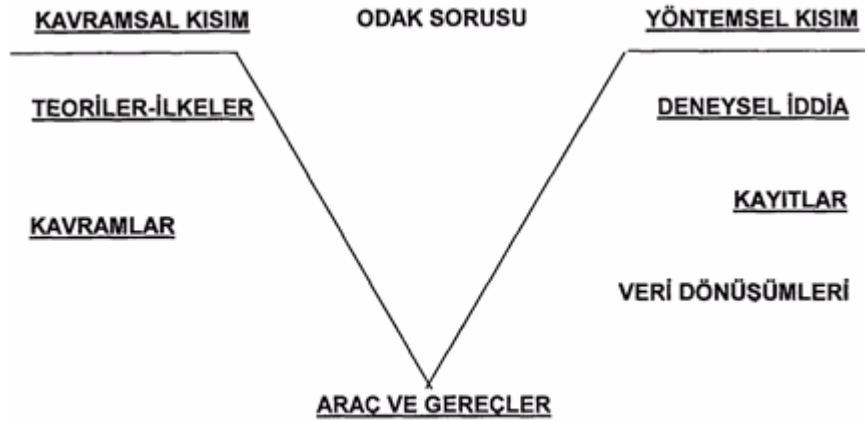 KAVRAMSAL KISIM
ODAK SORUSU
YÖNTEMSEL KISIM
TEORİLER-İLKELER
DENEYSEL İDDİA
KAVRAMLAR
KAYITLAR
VERİ DÖNÜŞÜMLERİ
ARAÇ VE GEREÇLER